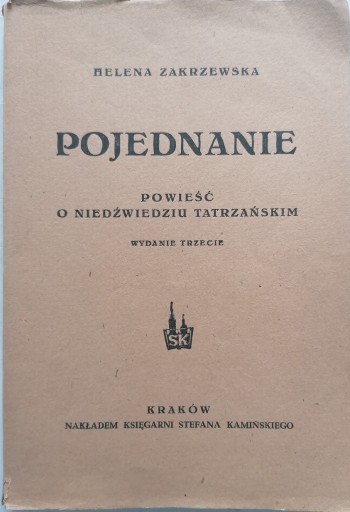 HELENA ZAKRZEWSKA
POJEDNANIE
POWIEŚĆ
O NIEDŹWIEDZIU TATRZAŃSKIM
WYDANIE TRZECIE
SK
KRAKÓW
NAKŁADEM KSIĘGARNI STEFANA KAMIŃSKIEGO